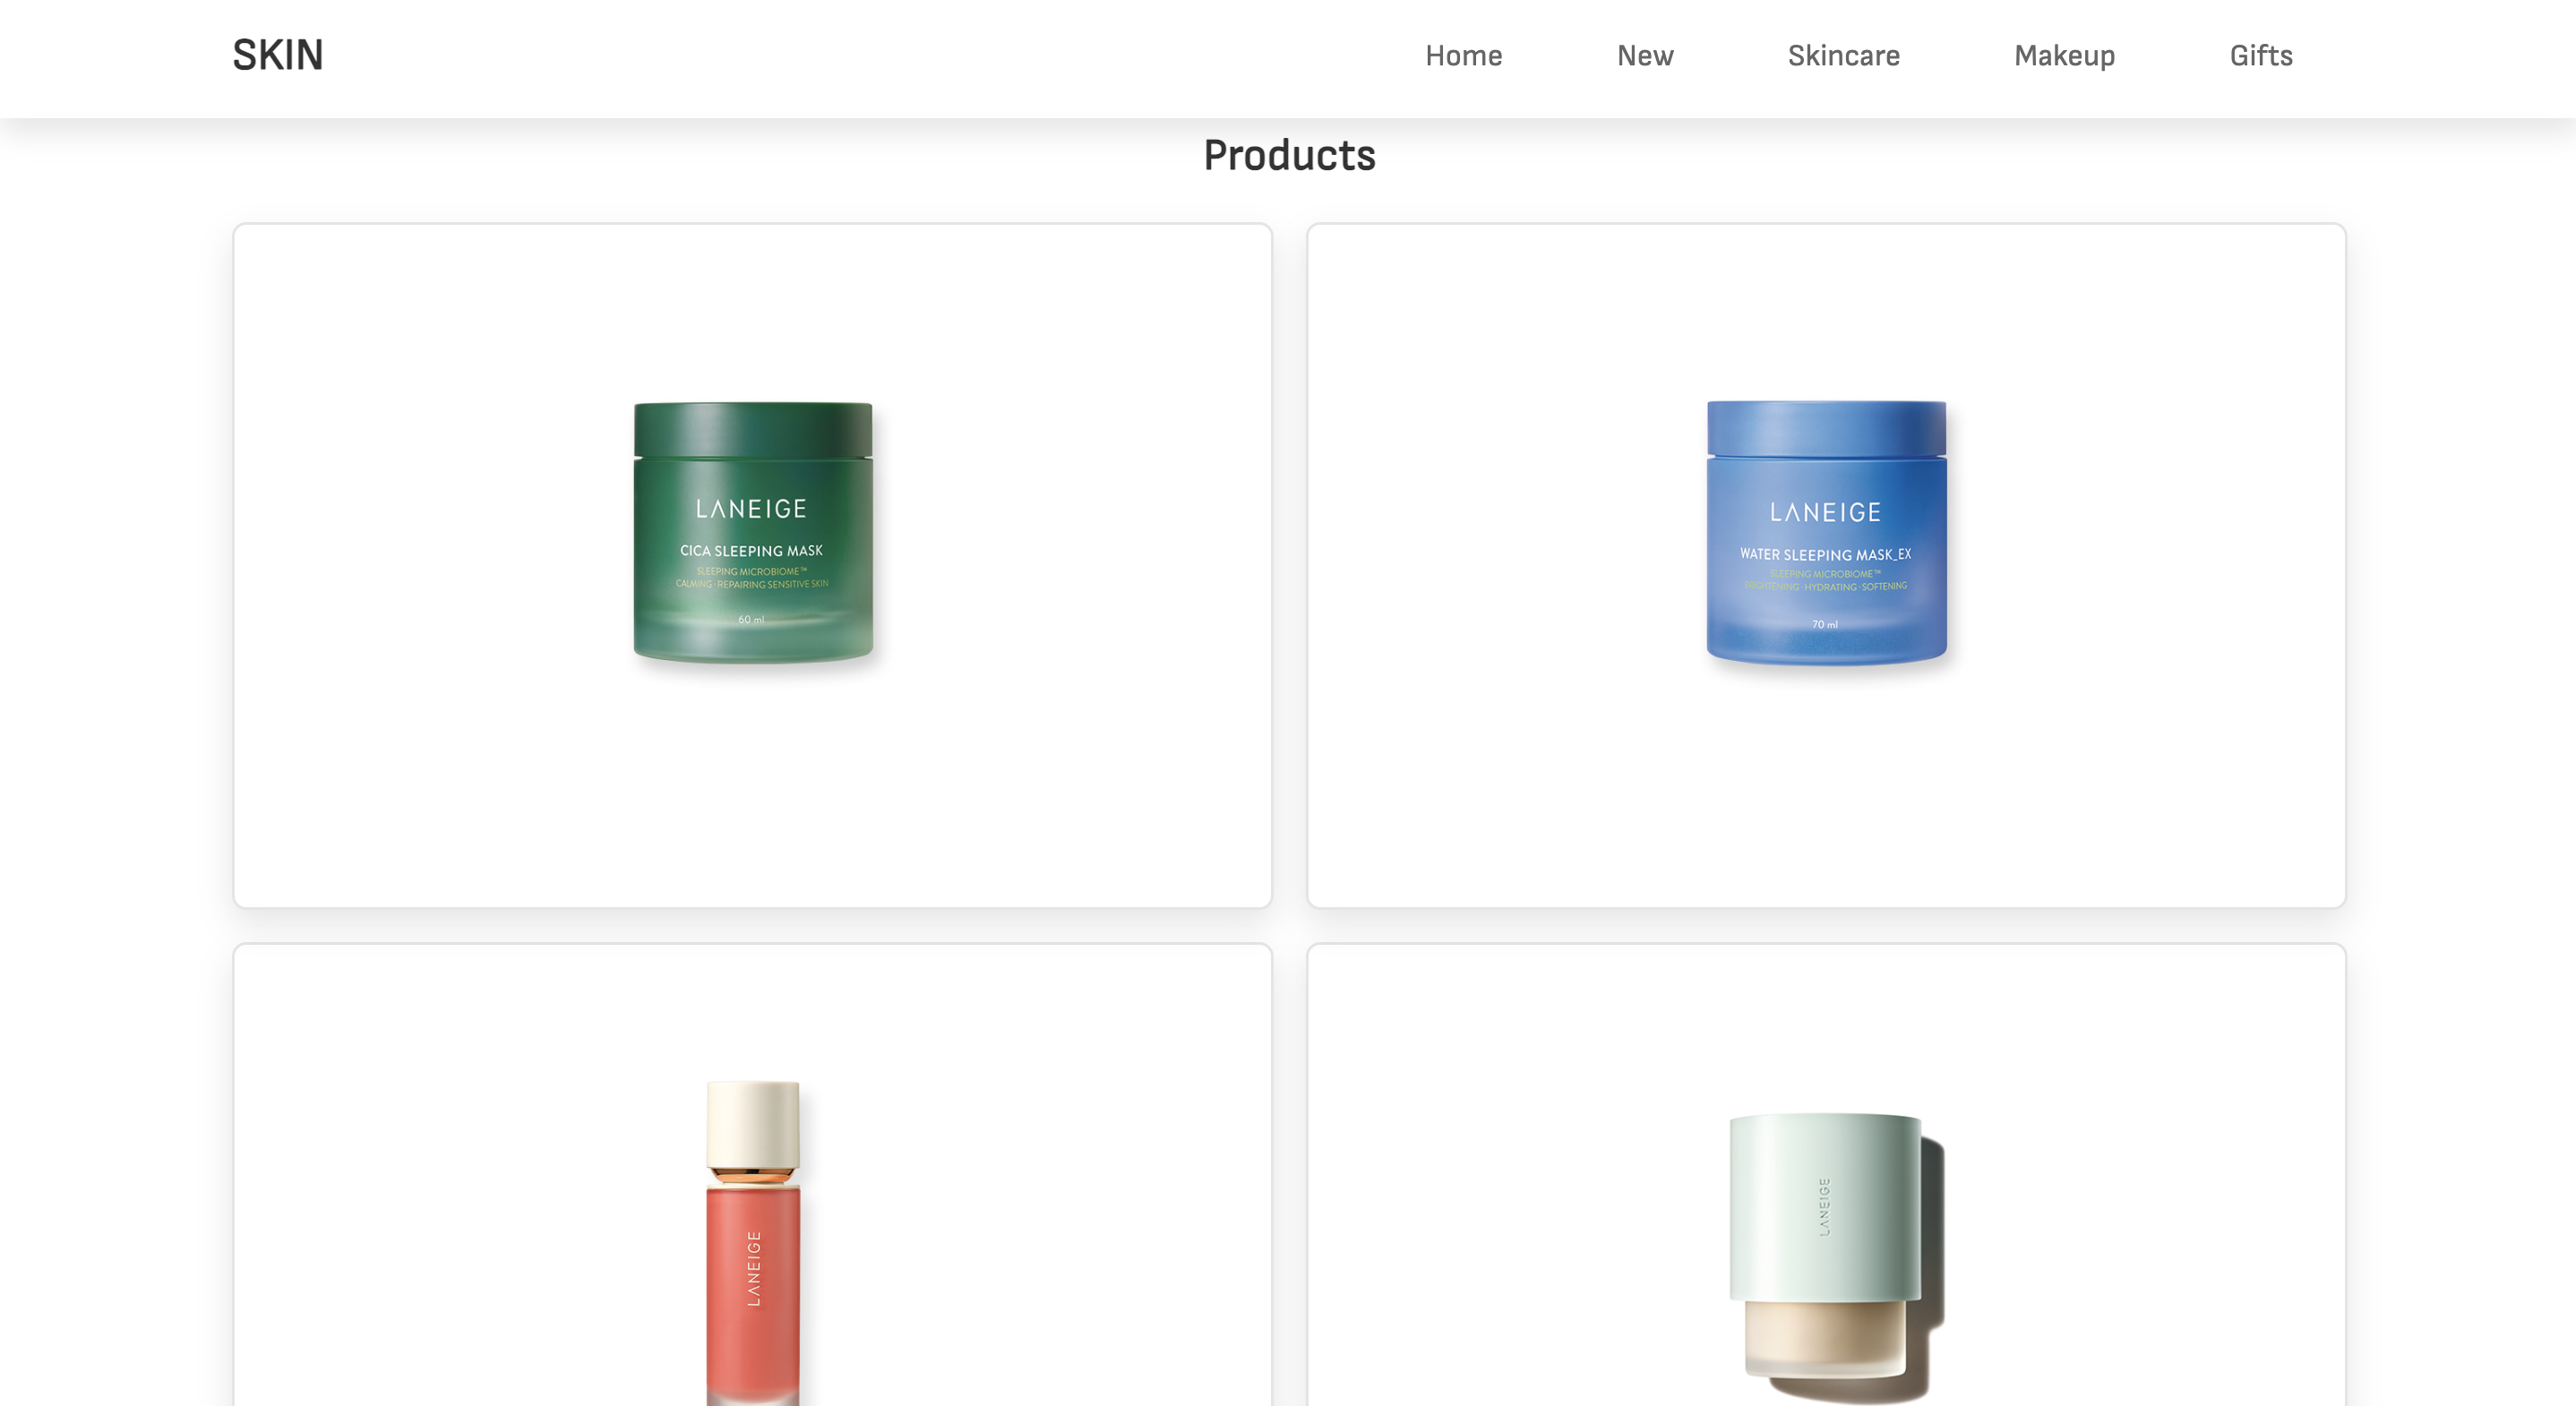 SKIN
Home
New
Skincare
Makeup
Gifts
Products
LANEIGE
CICA SLEEPING MASK
SLEEPING MICROBIOME™
CALMING · REPAIRING SENSITIVE SKIN
60 ml
LANEIGE
WATER SLEEPING MASK_EX
SLEEPING MICROBIOME™
BRIGHTENING · HYDRATING · SOFTENING
70 ml
LANEIGE
LANEIGE